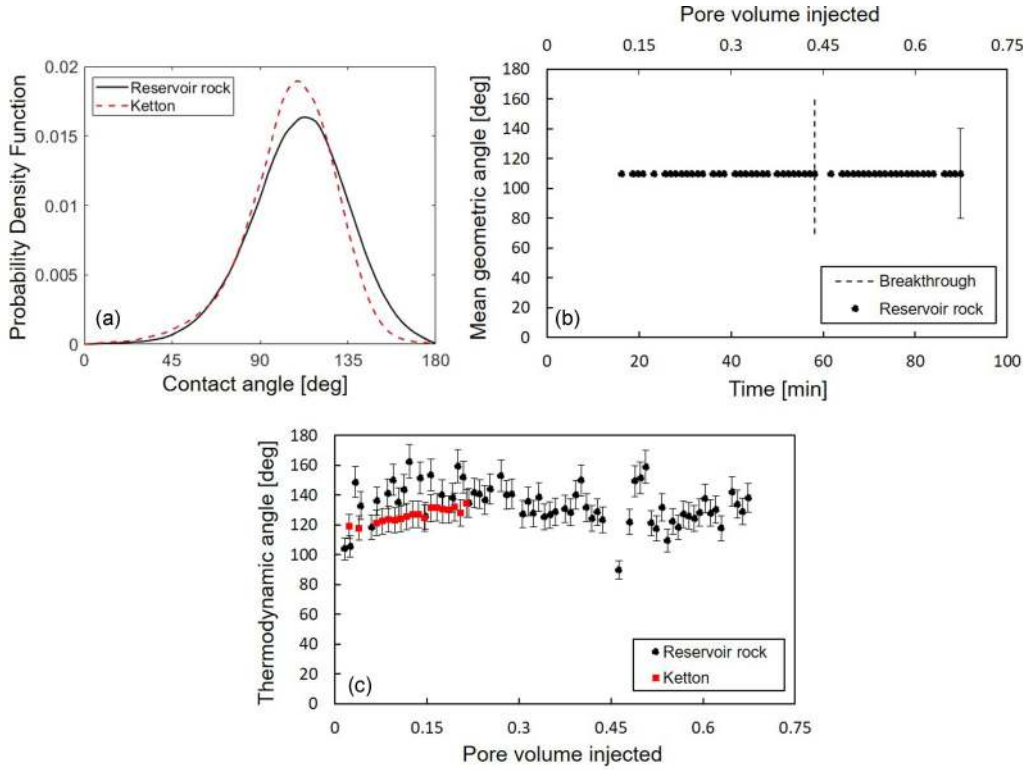 Pore volume injected
0 0.15 0.3 0.45 0.6 0.75
0.02
0.015
0.01
0.005
0
Probability Density Function
Reservoir rock
Ketton
(a)
0 45 90 135 180
Contact angle [deg]
180
160
140
120
100
80
60
40
20
0
Mean geometric angle [deg]
Breakthrough
Reservoir rock
(b)
0 20 40 60 80 100
Time [min]
180
160
140
120
100
80
60
40
20
0
Thermodynamic angle [deg]
Reservoir rock
Ketton
(c)
0 0.15 0.3 0.45 0.6 0.75
Pore volume injected